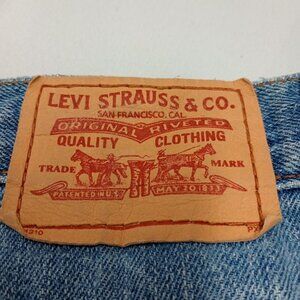 LEVI STRAUSS & CO.
SAN FRANCISCO, CAL.
ORIGINAL RIVETED
QUALITY CLOTHING
TRADE MARK
PATENTED IN U.S. MAY 20 1873